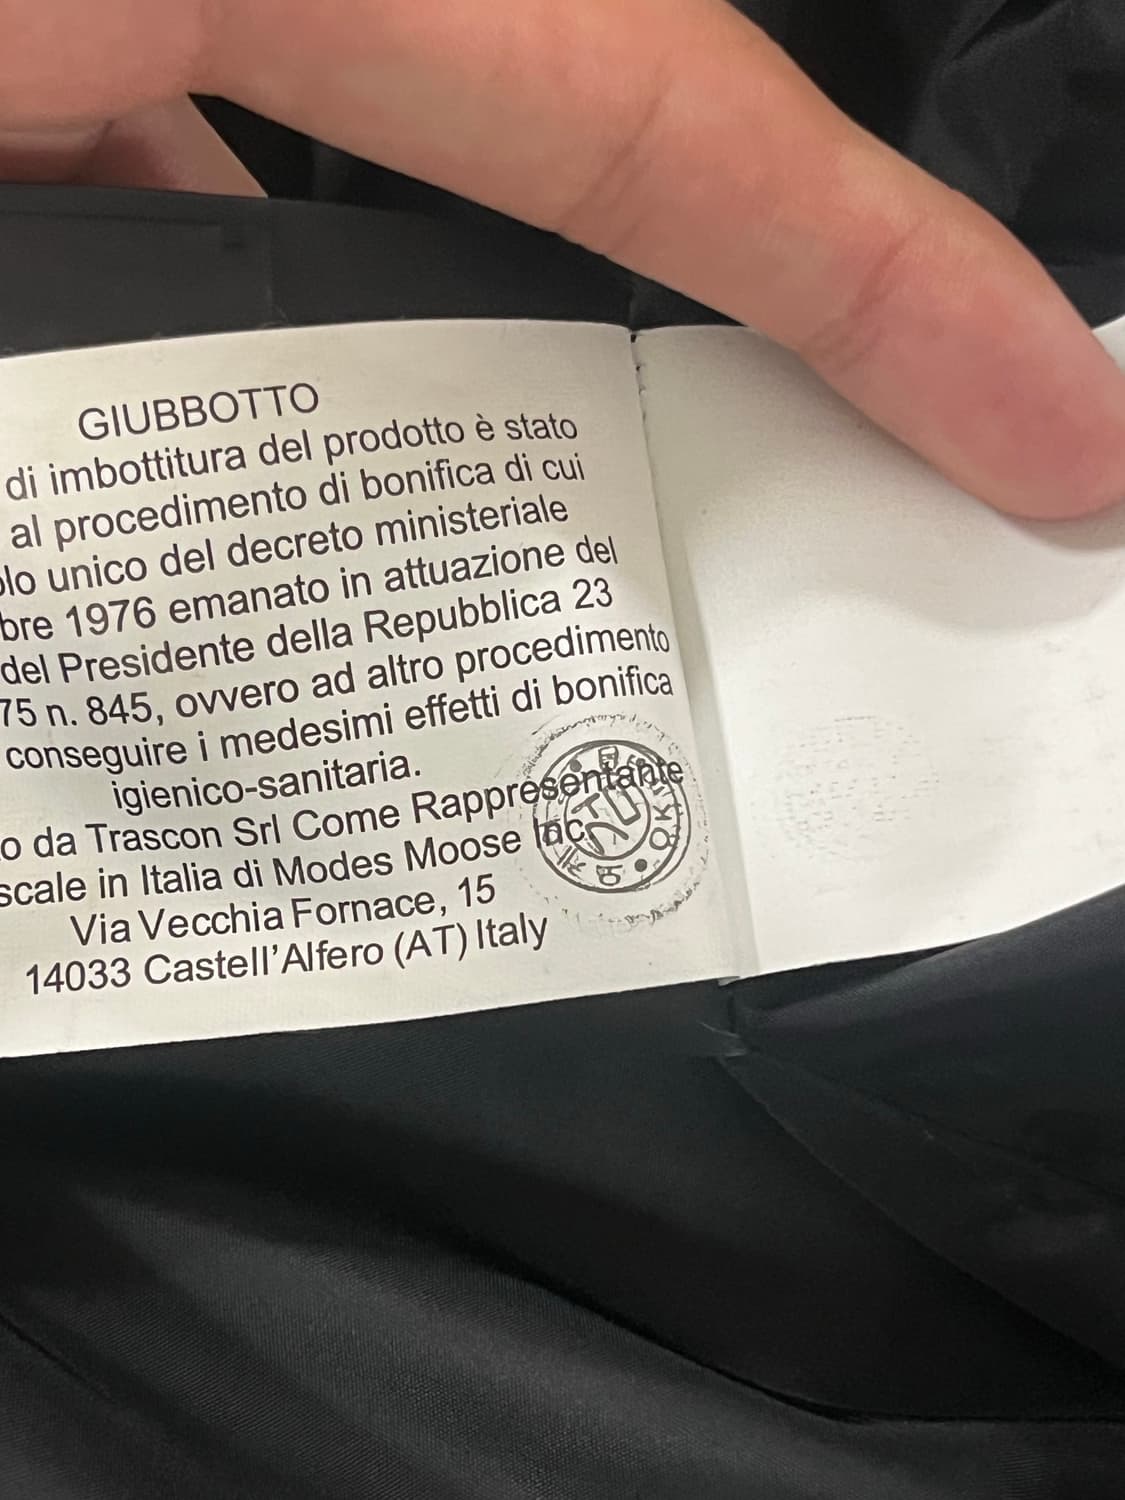 GIUBBOTTO
di imbottitura del prodotto è stato
al procedimento di bonifica di cui
olo unico del decreto ministeriale
bre 1976 emanato in attuazione del
del Presidente della Repubblica 23
75 n. 845, ovvero ad altro procedimento
conseguire i medesimi effetti di bonifica
igienico-sanitaria.
o da Trascon Srl Come Rappresentante
scale in Italia di Modes Moose Inc.
Via Vecchia Fornace, 15
14033 Castell'Alfero (AT) Italy